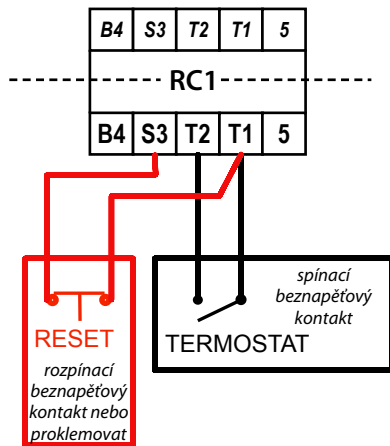 B4 S3 T2 T1 5
RC1
B4 S3 T2 T1 5
spínací
beznapěťový
kontakt
TERMOSTAT
RESET
rozpínací
beznapěťový
kontakt nebo
proklemovat